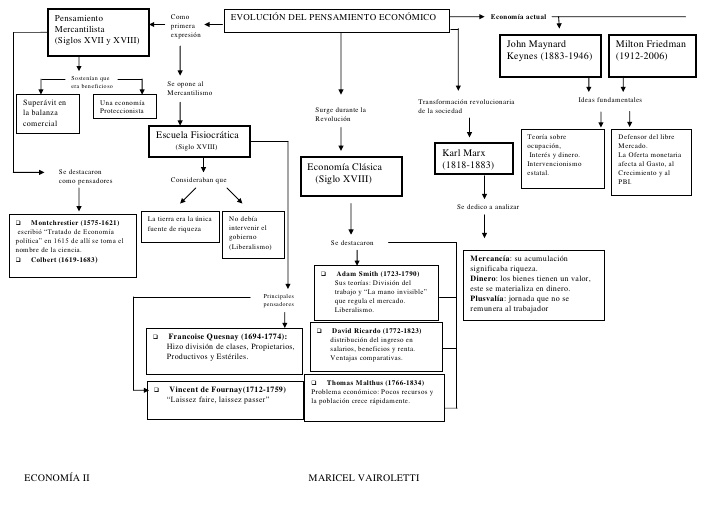 EVOLUCIÓN DEL PENSAMIENTO ECONÓMICO
Pensamiento
Mercantilista
(Siglos XVII y XVIII)
Como
primera
expresión
Economía actual
John Maynard
Keynes (1883-1946)
Milton Friedman
(1912-2006)
Sostenían que
era beneficioso
Superávit en
la balanza
comercial
Una economía
Proteccionista
Se opone al
Mercantilismo
Surge durante la
Revolución
Transformación revolucionaria
de la sociedad
Ideas fundamentales
Escuela Fisiocrática
(Siglo XVIII)
Economía Clásica
(Siglo XVIII)
Karl Marx
(1818-1883)
Teoría sobre
ocupación,
Interés y dinero.
Intervencionismo
estatal.
Defensor del libre
Mercado.
La Oferta monetaria
afecta al Gasto, al
Crecimiento y al
PBI.
Se destacaron
como pensadores
Consideraban que
La tierra era la única
fuente de riqueza
No debía
intervenir el
gobierno
(Liberalismo)
Se dedico a analizar
Montchrestier (1575-1621)
escribió “Tratado de Economía
política” en 1615 de allí se toma el
nombre de la ciencia.
Colbert (1619-1683)
Se destacaron
Mercancía: su acumulación
significaba riqueza.
Dinero: los bienes tienen un valor,
este se materializa en dinero.
Plusvalía: jornada que no se
remunera al trabajador
Adam Smith (1723-1790)
Sus teorías: División del
trabajo y “La mano invisible”
que regula el mercado.
Liberalismo.
Principales
pensadores
Francoise Quesnay (1694-1774):
Hizo división de clases, Propietarios,
Productivos y Estériles.
David Ricardo (1772-1823)
distribución del ingreso en
salarios, beneficios y renta.
Ventajas comparativas.
Vincent de Fournay(1712-1759)
“Laissez faire, laissez passer”
Thomas Malthus (1766-1834)
Problema económico: Pocos recursos y
la población crece rápidamente.
ECONOMÍA II
MARICEL VAIROLETTI